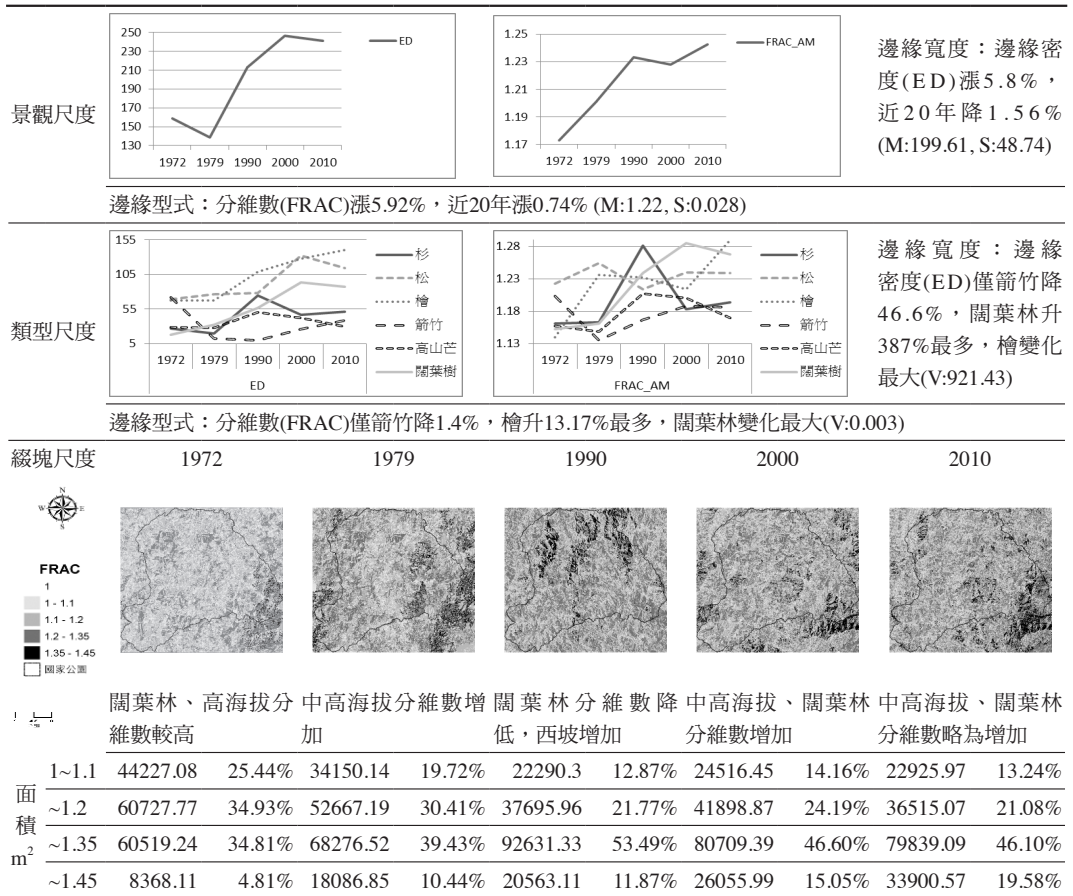 景觀尺度
250
230
210
190
170
150
130
1972 1979 1990 2000 2010
ED
1.25
1.23
1.21
1.19
1.17
1972 1979 1990 2000 2010
FRAC_AM
邊緣寬度：邊緣密
度(ED)漲5.8%，
近20年降1.56%
(M:199.61, S:48.74)
邊緣型式：分維數(FRAC)漲5.92%，近20年漲0.74% (M:1.22, S:0.028)
類型尺度
155
105
55
5
1972 1979 1990 2000 2010
ED
杉
松
檜
箭竹
高山芒
闊葉樹
1.28
1.23
1.18
1.13
1972 1979 1990 2000 2010
FRAC_AM
杉
松
檜
箭竹
高山芒
闊葉樹
邊緣寬度：邊緣
密度(ED)僅箭竹降
46.6%，闊葉林升
387%最多，檜變化
最大(V:921.43)
邊緣型式：分維數(FRAC)僅箭竹降1.4%，檜升13.17%最多，闊葉林變化最大(V:0.003)
綴塊尺度 1972 1979 1990 2000 2010
N
W E
S
FRAC
1
1 - 1.1
1.1 - 1.2
1.2 - 1.35
1.35 - 1.45
國家公園
闊葉林、高海拔分
維數較高
中高海拔分維數增
加
闊葉林分維數降
低，西坡增加
中高海拔、闊葉林
分維數增加
中高海拔、闊葉林
分維數略為增加
面積
m²
1~1.1 44227.08 25.44% 34150.14 19.72% 22290.3 12.87% 24516.45 14.16% 22925.97 13.24%
~1.2 60727.77 34.93% 52667.19 30.41% 37695.96 21.77% 41898.87 24.19% 36515.07 21.08%
~1.35 60519.24 34.81% 68276.52 39.43% 92631.33 53.49% 80709.39 46.60% 79839.09 46.10%
~1.45 8368.11 4.81% 18086.85 10.44% 20563.11 11.87% 26055.99 15.05% 33900.57 19.58%